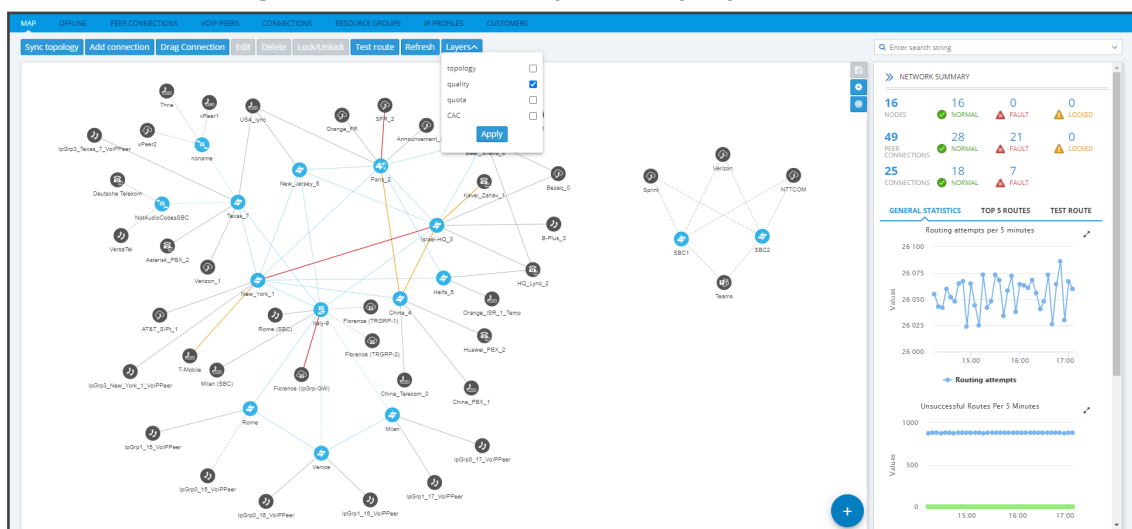 MAP OFFLINE PEER CONNECTIONS VOIP PEERS CONNECTIONS RESOURCE GROUPS IP PROFILES CUSTOMERS
Sync topology Add connection Drag Connection Edit Delete Lock/Unlock Test route Refresh Layers
Enter search string
topology
quality
quota
CAC
Apply
Thria
vPeer1
USA_lync
Orange_FR
SFR_2
vPeer2
noname
IpGrp3_Texas_7_VoIPPeer
New_Jersey_6
Paris_2
Deutsche Telekom
NotAudioCodesSBC
Texas_7
Kavei_Zahav_1
Bezeq_0
VersaTel
Asterisk_PBX_2
Israel-HQ_3
B-Plus_3
Verizon_1
New_York_1
Haifa_5
HQ_Lync_2
AT&T_SIPt_1
Rome (SBC)
Italy-9
Florence (TRGRP-1)
China_4
Orange_ISR_1_Temp
Florence (TRGRP-2)
Huawei_PBX_2
T-Mobile
IpGrp3_New_York_1_VoIPPeer
Milan (SBC)
Florence (IpGrp-GW)
China_Telecom_0
China_PBX_1
Rome
Milan
IpGrp1_15_VoIPPeer
Venice
IpGrp0_17_VoIPPeer
IpGrp0_15_VoIPPeer
IpGrp1_17_VoIPPeer
IpGrp0_16_VoIPPeer
IpGrp1_16_VoIPPeer
Sprint
Verizon
NTTCOM
SBC1
SBC2
Teams
+
NETWORK SUMMARY
16 16 0 0
NODES NORMAL FAULT LOCKED
49 28 21 0
PEER CONNECTIONS NORMAL FAULT LOCKED
25 18 7
CONNECTIONS NORMAL FAULT
GENERAL STATISTICS TOP 5 ROUTES TEST ROUTE
Routing attempts per 5 minutes
Values
26 100
26 075
26 050
26 025
26 000
15:00 16:00 17:00
Routing attempts
Unsuccessful Routes Per 5 Minutes
Values
1000
500
0
15:00 16:00 17:00